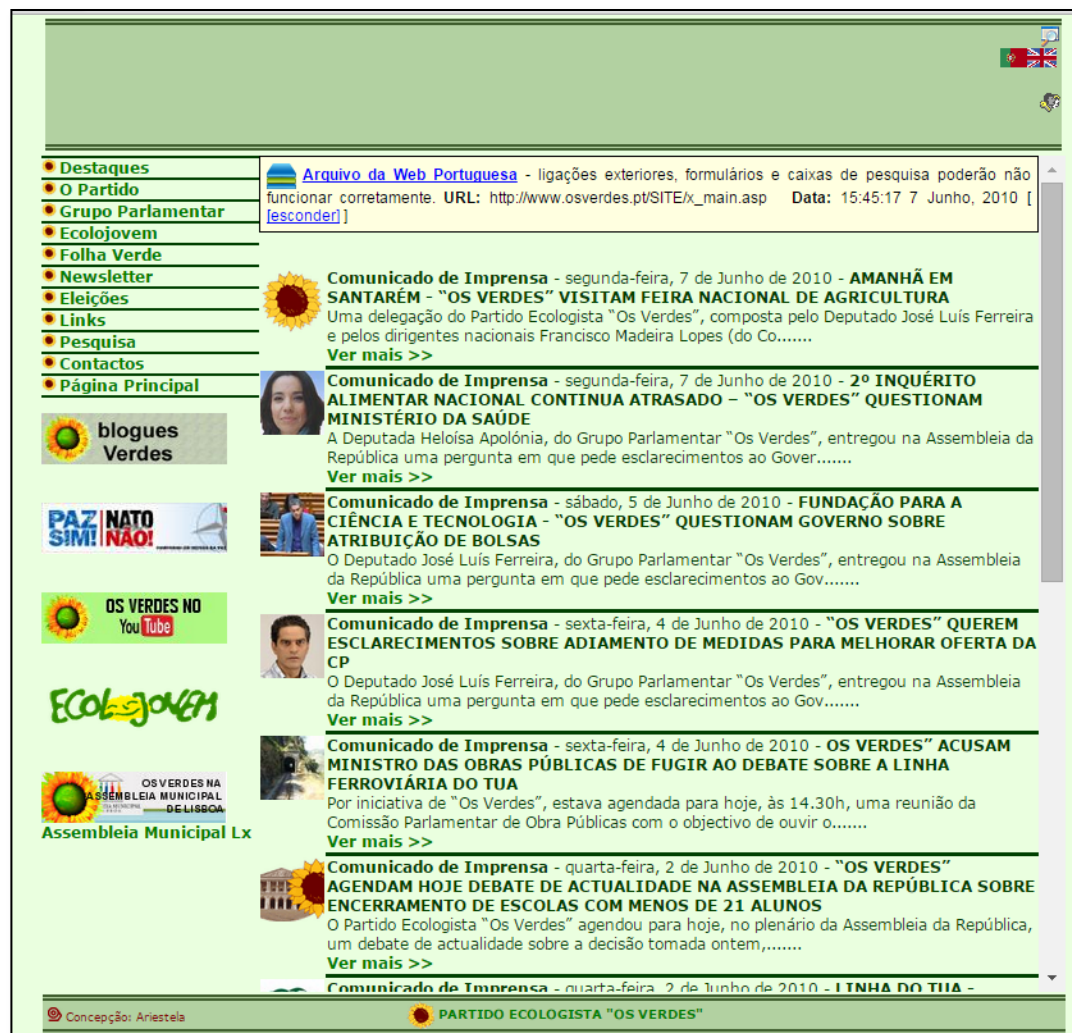 Destaques
O Partido
Grupo Parlamentar
Ecolojovem
Folha Verde
Newsletter
Eleições
Links
Pesquisa
Contactos
Página Principal
blogues
Verdes
PAZ NATO
SIM! NÃO!
OS VERDES NO
YouTube
ECOLOJOVEM
OS VERDES NA
ASSEMBLEIA MUNICIPAL
DE LISBOA
Assembleia Municipal Lx
Arquivo da Web Portuguesa - ligações exteriores, formulários e caixas de pesquisa poderão não
funcionar corretamente. URL: http://www.osverdes.pt/SITE/x_main.asp Data: 15:45:17 7 Junho, 2010 [
[esconder] ]
Comunicado de Imprensa - segunda-feira, 7 de Junho de 2010 - AMANHÃ EM
SANTARÉM - “OS VERDES” VISITAM FEIRA NACIONAL DE AGRICULTURA
Uma delegação do Partido Ecologista “Os Verdes”, composta pelo Deputado José Luís Ferreira
e pelos dirigentes nacionais Francisco Madeira Lopes (do Co.......
Ver mais >>
Comunicado de Imprensa - segunda-feira, 7 de Junho de 2010 - 2º INQUÉRITO
ALIMENTAR NACIONAL CONTINUA ATRASADO – “OS VERDES” QUESTIONAM
MINISTÉRIO DA SAÚDE
A Deputada Heloísa Apolónia, do Grupo Parlamentar “Os Verdes”, entregou na Assembleia da
República uma pergunta em que pede esclarecimentos ao Gover.......
Ver mais >>
Comunicado de Imprensa - sábado, 5 de Junho de 2010 - FUNDAÇÃO PARA A
CIÊNCIA E TECNOLOGIA - “OS VERDES” QUESTIONAM GOVERNO SOBRE
ATRIBUIÇÃO DE BOLSAS
O Deputado José Luís Ferreira, do Grupo Parlamentar “Os Verdes”, entregou na Assembleia
da República uma pergunta em que pede esclarecimentos ao Gov.......
Ver mais >>
Comunicado de Imprensa - sexta-feira, 4 de Junho de 2010 - “OS VERDES” QUEREM
ESCLARECIMENTOS SOBRE ADIAMENTO DE MEDIDAS PARA MELHORAR OFERTA DA
CP
O Deputado José Luís Ferreira, do Grupo Parlamentar “Os Verdes”, entregou na Assembleia
da República uma pergunta em que pede esclarecimentos ao Gov.......
Ver mais >>
Comunicado de Imprensa - sexta-feira, 4 de Junho de 2010 - OS VERDES” ACUSAM
MINISTRO DAS OBRAS PÚBLICAS DE FUGIR AO DEBATE SOBRE A LINHA
FERROVIÁRIA DO TUA
Por iniciativa de “Os Verdes”, estava agendada para hoje, às 14.30h, uma reunião da
Comissão Parlamentar de Obra Públicas com o objectivo de ouvir o.......
Ver mais >>
Comunicado de Imprensa - quarta-feira, 2 de Junho de 2010 - “OS VERDES”
AGENDAM HOJE DEBATE DE ACTUALIDADE NA ASSEMBLEIA DA REPÚBLICA SOBRE
ENCERRAMENTO DE ESCOLAS COM MENOS DE 21 ALUNOS
O Partido Ecologista “Os Verdes” agendou para hoje, no plenário da Assembleia da República,
um debate de actualidade sobre a decisão tomada ontem,.......
Ver mais >>
Comunicado de Imprensa - quarta-feira, 2 de Junho de 2010 - LINHA DO TUA -
Concepção: Ariestela
PARTIDO ECOLOGISTA "OS VERDES"